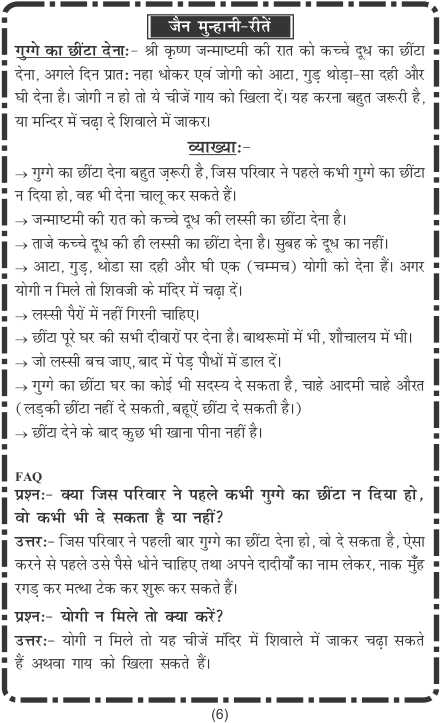 जैन मुन्हानी-रीतें
गुग्गे का छींटा देनाः- श्री कृष्ण जन्माष्टमी की रात को कच्चे दूध का छींटा
देना, अगले दिन प्रातः नहा धोकर एवं जोगी को आटा, गुड़ थोड़ा-सा दही और
घी देना है। जोगी न हो तो ये चीजें गाय को खिला दें। यह करना बहुत जरूरी है,
या मन्दिर में चढ़ा दे शिवाले में जाकर।
व्याख्याः-
→ गुग्गे का छींटा देना बहुत ज़रूरी है, जिस परिवार ने पहले कभी गुग्गे का छींटा
न दिया हो, वह भी देना चालू कर सकते हैं।
→ जन्माष्टमी की रात को कच्चे दूध की लस्सी का छींटा देना है।
→ ताजे कच्चे दूध की ही लस्सी का छींटा देना है। सुबह के दूध का नहीं।
→ आटा, गुड़, थोडा सा दही और घी एक (चम्मच) योगी को देना हैं। अगर
योगी न मिले तो शिवजी के मंदिर में चढ़ा दें।
→ लस्सी पैरों में नहीं गिरनी चाहिए।
→ छींटा पूरे घर की सभी दीवारों पर देना है। बाथरूमों में भी, शौचालय में भी।
→ जो लस्सी बच जाए, बाद में पेड़ पौधों में डाल दें।
→ गुग्गे का छींटा घर का कोई भी सदस्य दे सकता है, चाहे आदमी चाहे औरत
(लड़की छींटा नहीं दे सकती, बहूऐं छींटा दे सकती है।)
→ छींटा देने के बाद कुछ भी खाना पीना नहीं है।
FAQ
प्रश्नः- क्या जिस परिवार ने पहले कभी गुग्गे का छींटा न दिया हो,
वो कभी भी दे सकता है या नहीं?
उत्तरः- जिस परिवार ने पहली बार गुग्गे का छींटा देना हो, वो दे सकता है, ऐसा
करने से पहले उसे पैसे धोने चाहिए तथा अपने दादीयाँ का नाम लेकर, नाक मुँह
रगड़ कर मत्था टेक कर शुरू कर सकते हैं।
प्रश्नः- योगी न मिले तो क्या करें?
उत्तरः- योगी न मिले तो यह चीजें मंदिर में शिवाले में जाकर चढ़ा सकते
हैं अथवा गाय को खिला सकते हैं।
(6)